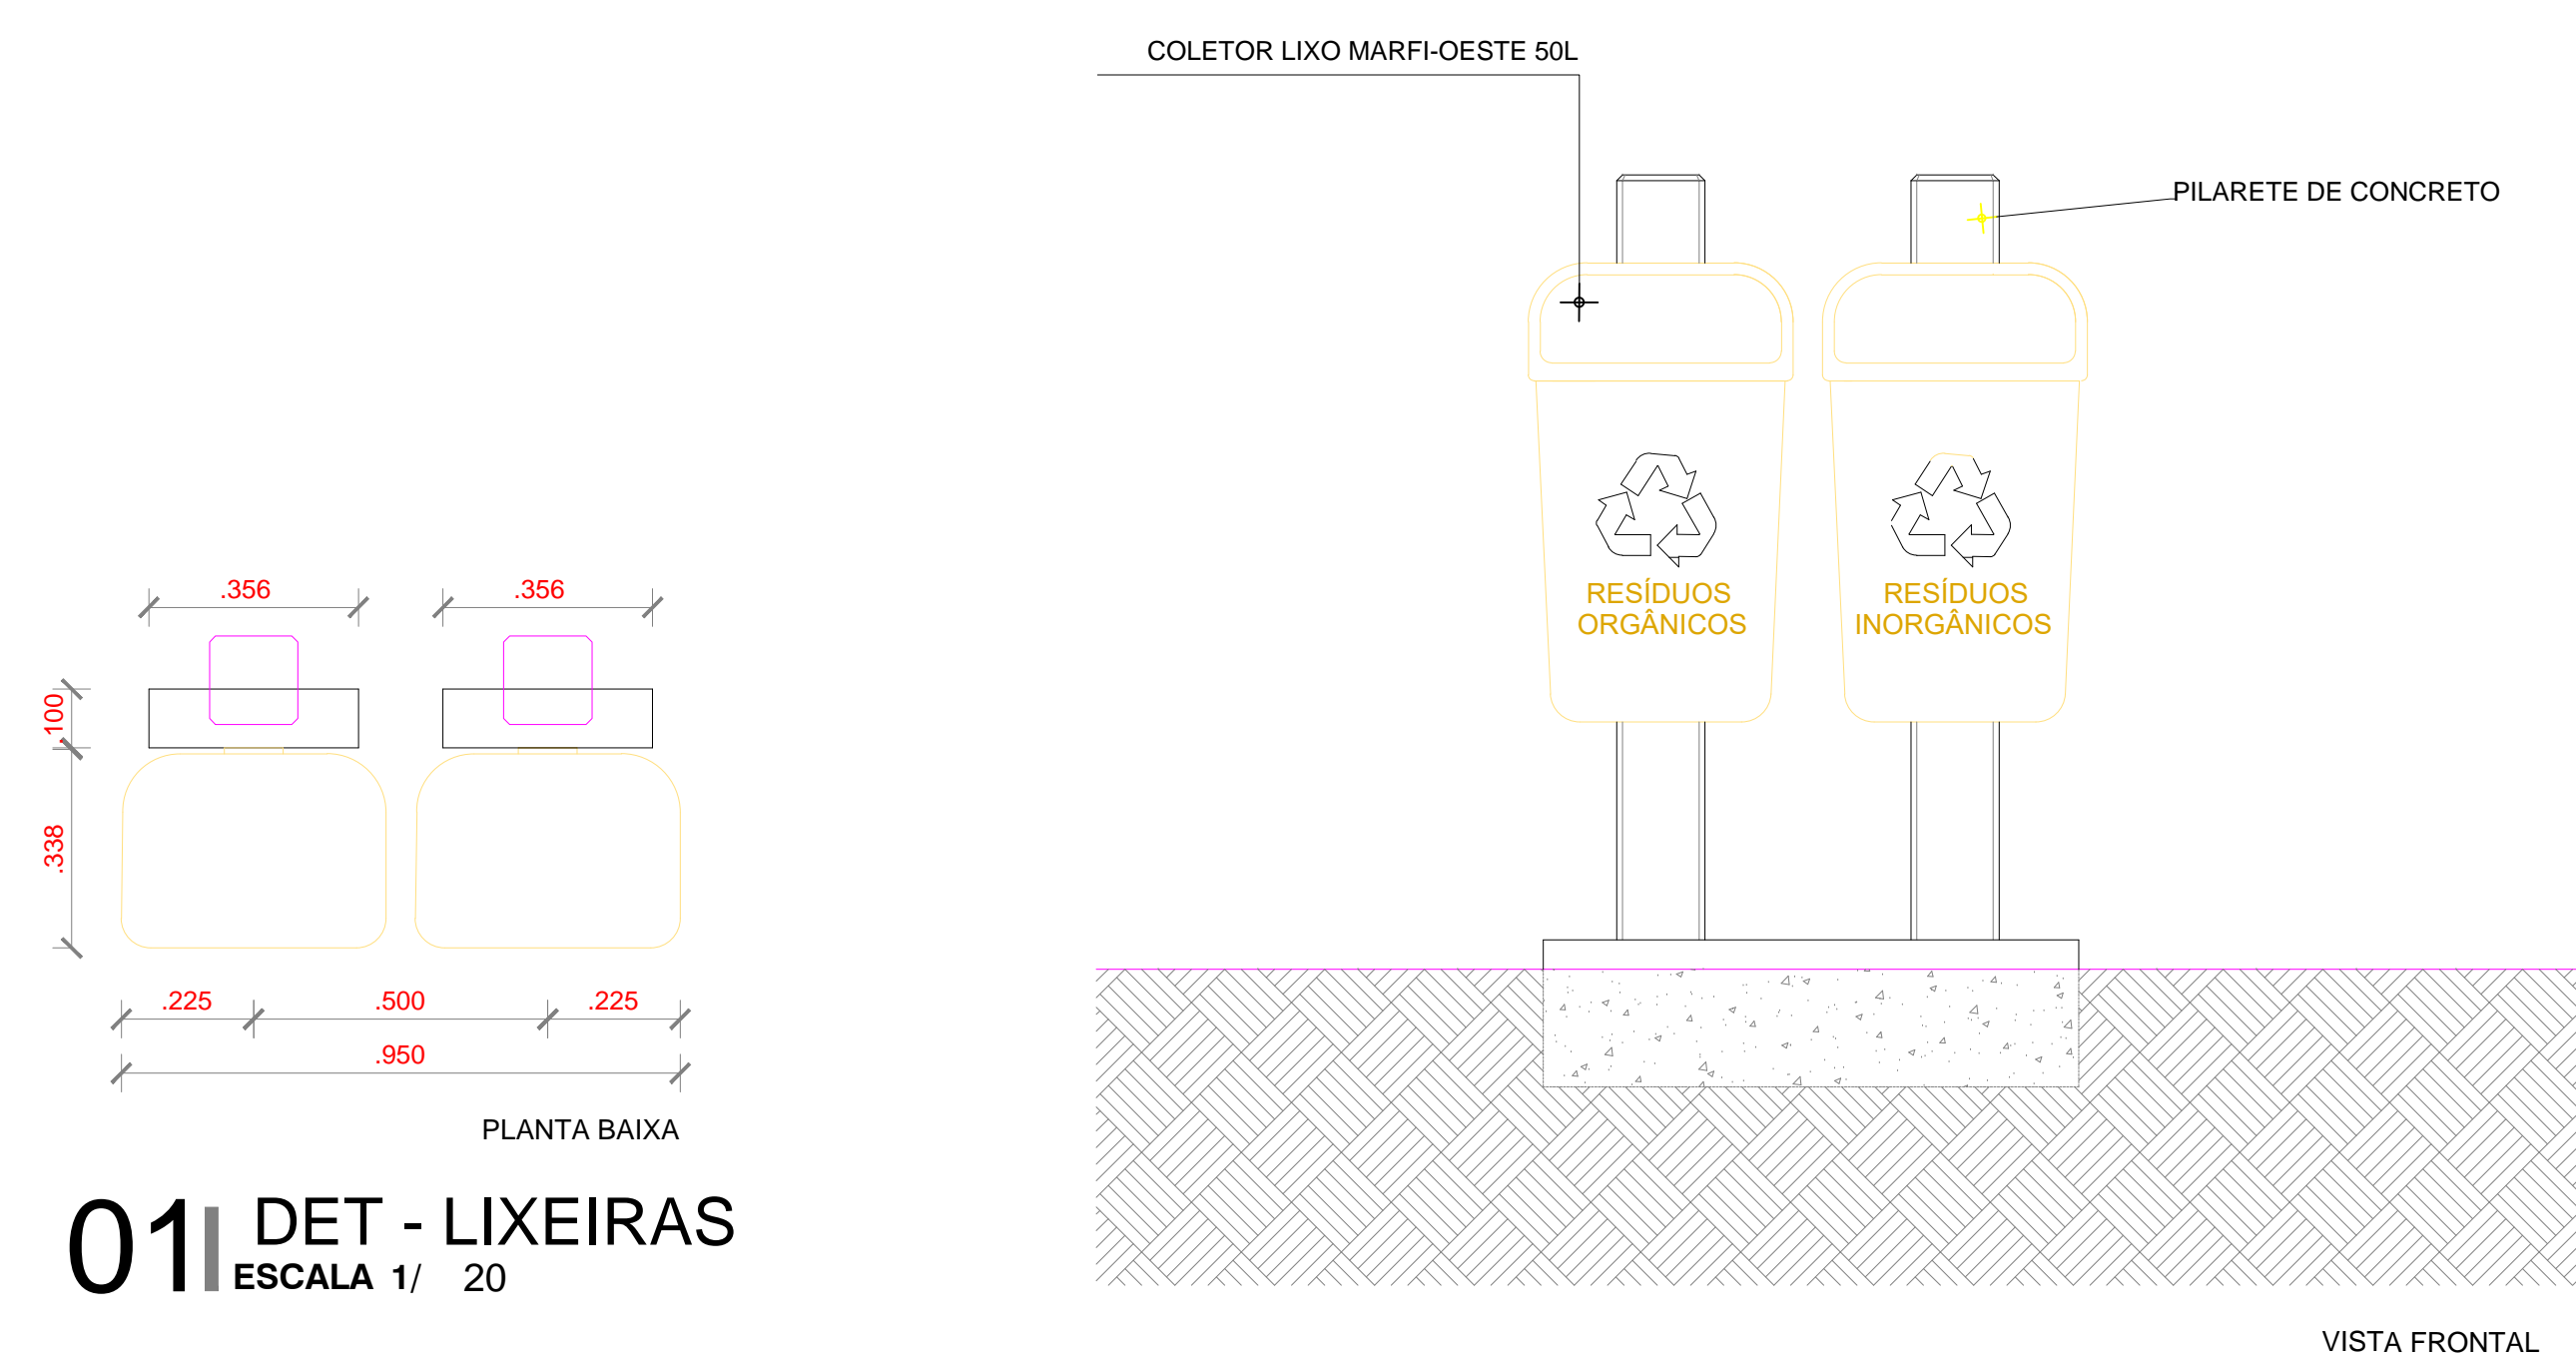 COLETOR LIXO MARFI-OESTE 50L
PILARETE DE CONCRETO
RESÍDUOS
ORGÂNICOS
RESÍDUOS
INORGÂNICOS
.356
.356
.100
.338
.225
.500
.225
.950
PLANTA BAIXA
01 DET - LIXEIRAS
ESCALA 1/ 20
VISTA FRONTAL